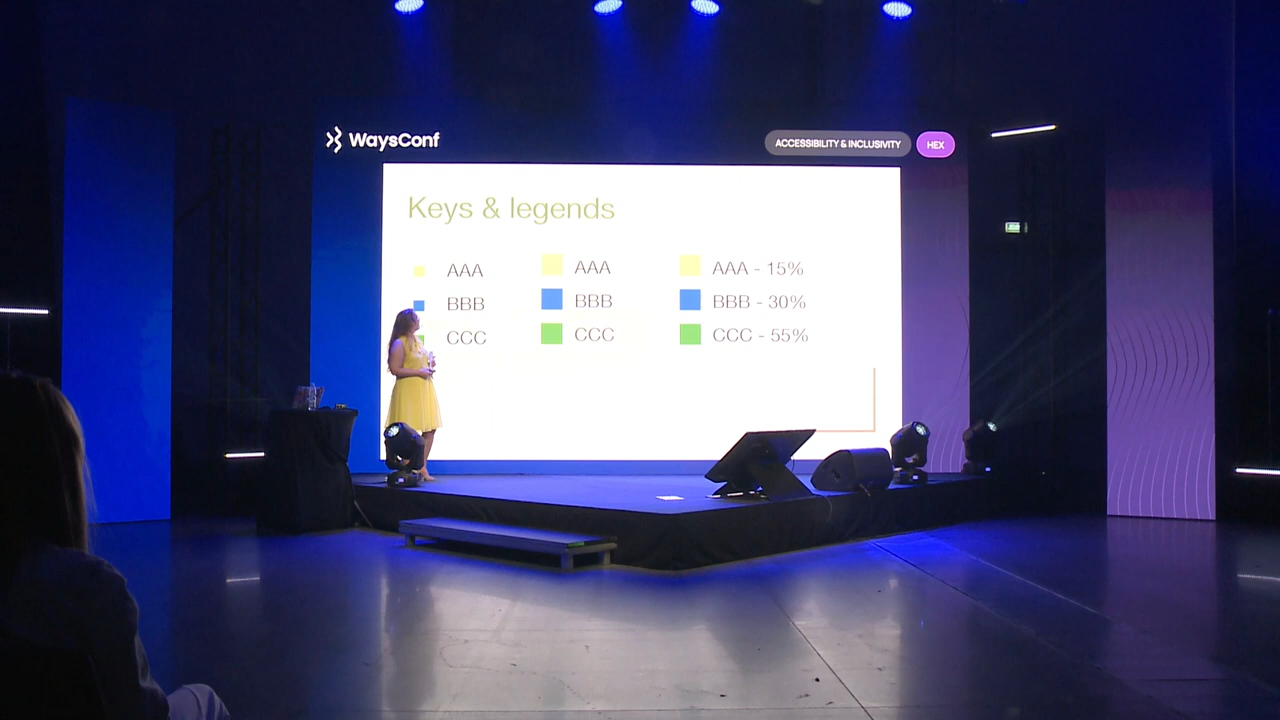 WaysConf
ACCESSIBILITY & INCLUSIVITY
HEX
Keys & legends
AAA
BBB
CCC
AAA
BBB
CCC
AAA - 15%
BBB - 30%
CCC - 55%